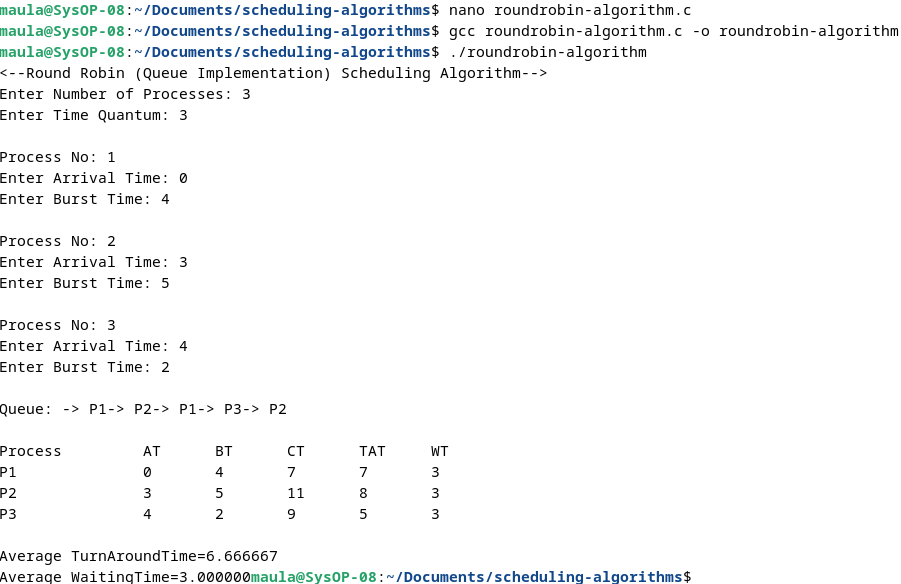 maula@SysOP-08:~/Documents/scheduling-algorithms$ nano roundrobin-algorithm.c
maula@SysOP-08:~/Documents/scheduling-algorithms$ gcc roundrobin-algorithm.c -o roundrobin-algorithm
maula@SysOP-08:~/Documents/scheduling-algorithms$ ./roundrobin-algorithm
<--Round Robin (Queue Implementation) Scheduling Algorithm-->
Enter Number of Processes: 3
Enter Time Quantum: 3
Process No: 1
Enter Arrival Time: 0
Enter Burst Time: 4
Process No: 2
Enter Arrival Time: 3
Enter Burst Time: 5
Process No: 3
Enter Arrival Time: 4
Enter Burst Time: 2
Queue: -> P1-> P2-> P1-> P3-> P2
Process AT BT CT TAT WT
P1 0 4 7 7 3
P2 3 5 11 8 3
P3 4 2 9 5 3
Average TurnAroundTime=6.666667
Average WaitingTime=3.000000maula@SysOP-08:~/Documents/scheduling-algorithms$